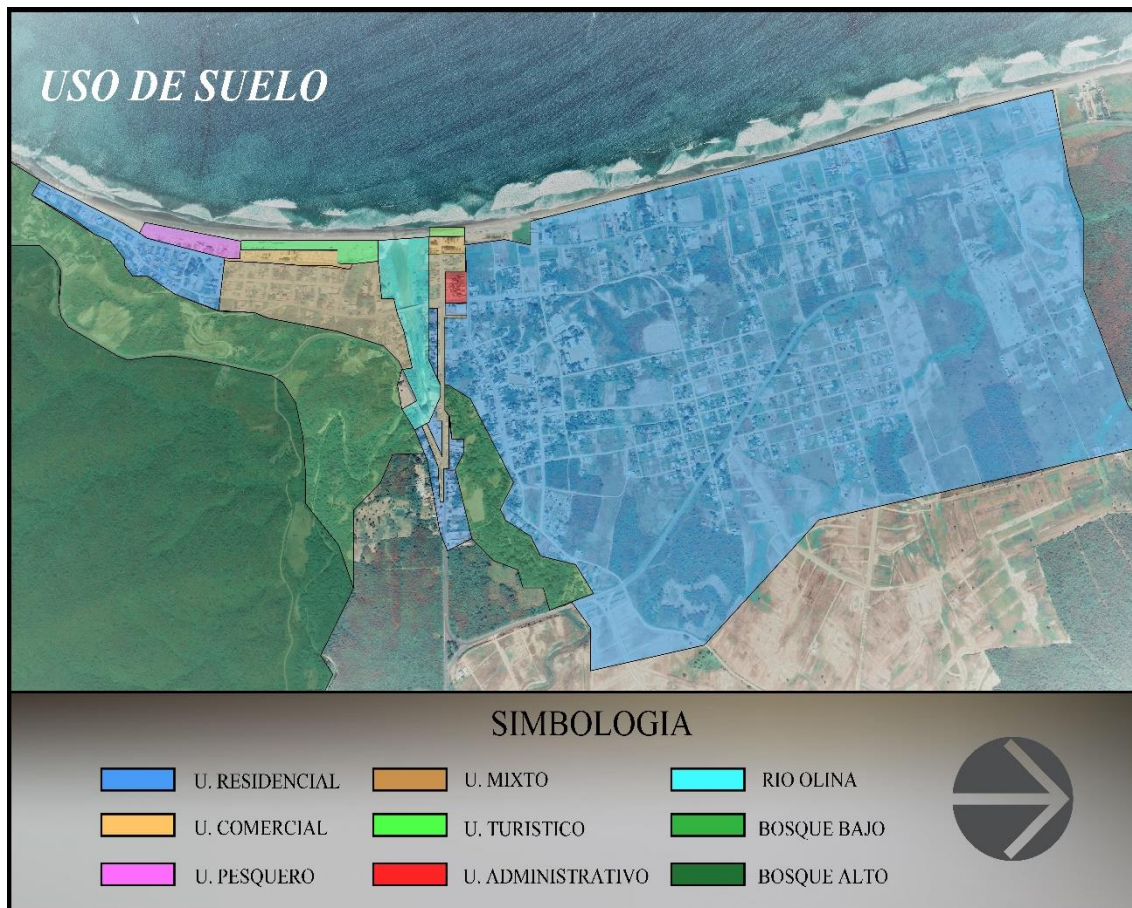 USO DE SUELO
SIMBOLOGIA
U. RESIDENCIAL
U. MIXTO
RIO OLINA
U. COMERCIAL
U. TURISTICO
BOSQUE BAJO
U. PESQUERO
U. ADMINISTRATIVO
BOSQUE ALTO